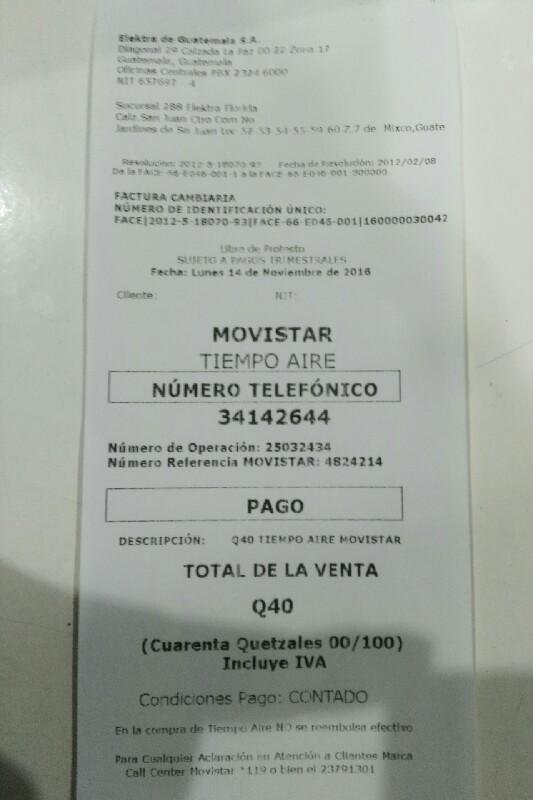 Elektra de Guatemala S.A.
Diagonal 29 Calzada La Paz 00 22 Zona 17
Guatemala, Guatemala
Oficinas Centrales PBX 2324 6000
NIT 637697 4
Sucursal 288 Elektra Florida
Calz San Juan Ctro Com No
Jardines de Sn Juan Loc 52-53-54-55-59 60 Z.7 de Mixco,Guate
Resolucion: 2012-5-18070-93 Fecha de Resolución: 2012/02/08
De la FACE-66-E046-001-1 a la FACE-66-E046-001-300000
FACTURA CAMBIARIA
NÚMERO DE IDENTIFICACIÓN ÚNICO:
FACE|2012-5-18070-93|FACE-66-E046-001|160000030042
Libre de Protesto
SUJETO A PAGOS TRIMESTRALES
Fecha: Lunes 14 de Noviembre de 2016
Cliente: NIT:
MOVISTAR
TIEMPO AIRE
NÚMERO TELEFÓNICO
34142644
Número de Operación: 25032434
Número Referencia MOVISTAR: 4824214
PAGO
DESCRIPCIÓN: Q40 TIEMPO AIRE MOVISTAR
TOTAL DE LA VENTA
Q40
(Cuarenta Quetzales 00/100)
Incluye IVA
Condiciones Pago: CONTADO
En la compra de Tiempo Aire NO se reembolsa efectivo
Para Cualquier Aclaración en Atención a Clientes Marca
Call Center Movistar *119 o bien el 23791301